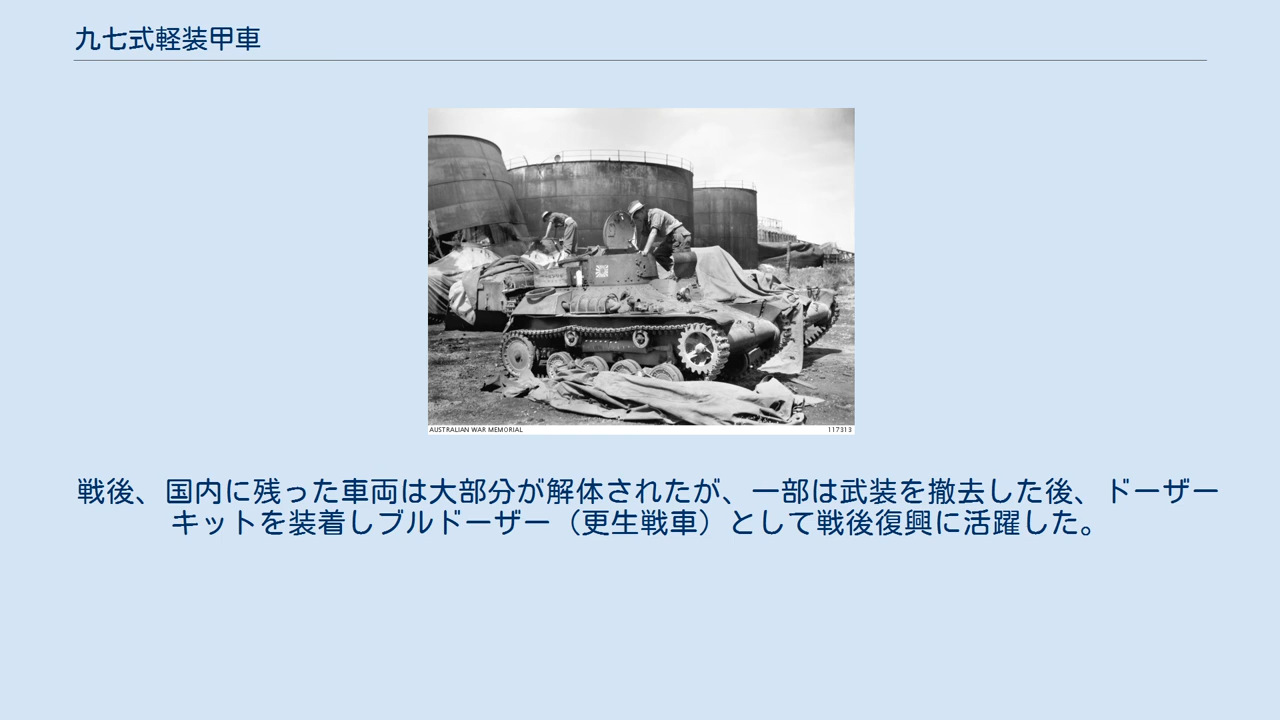 九七式軽装甲車
AUSTRALIAN WAR MEMORIAL
117313
戦後、国内に残った車両は大部分が解体されたが、一部は武装を撤去した後、ドーザー
キットを装着しブルドーザー（更生戦車）として戦後復興に活躍した。